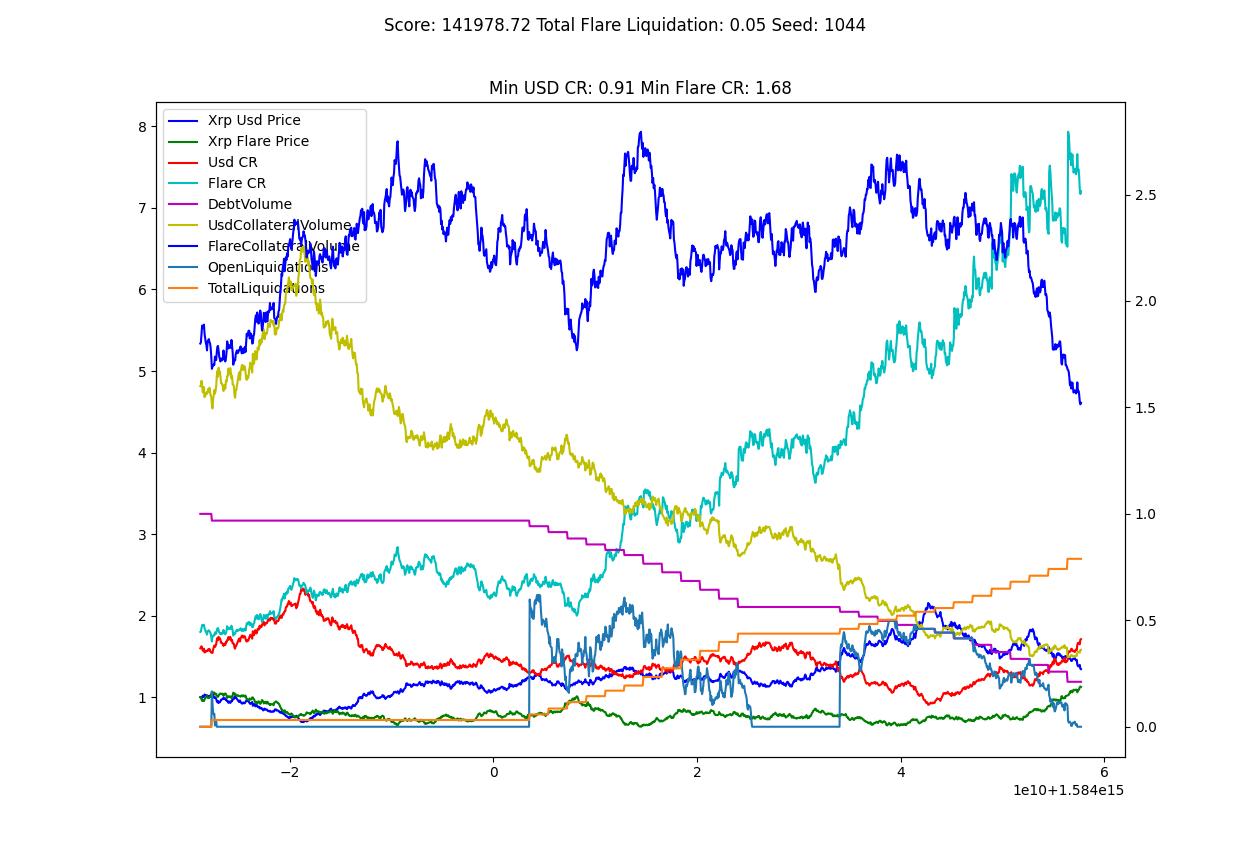 Score: 141978.72 Total Flare Liquidation: 0.05 Seed: 1044
Min USD CR: 0.91 Min Flare CR: 1.68
Xrp Usd Price
Xrp Flare Price
Usd CR
Flare CR
DebtVolume
UsdCollateralVolume
FlareCollateralVolume
OpenLiquidations
TotalLiquidations
8
7
6
5
4
3
2
1
2.5
2.0
1.5
1.0
0.5
0.0
−2
0
2
4
6
1e10+1.584e15